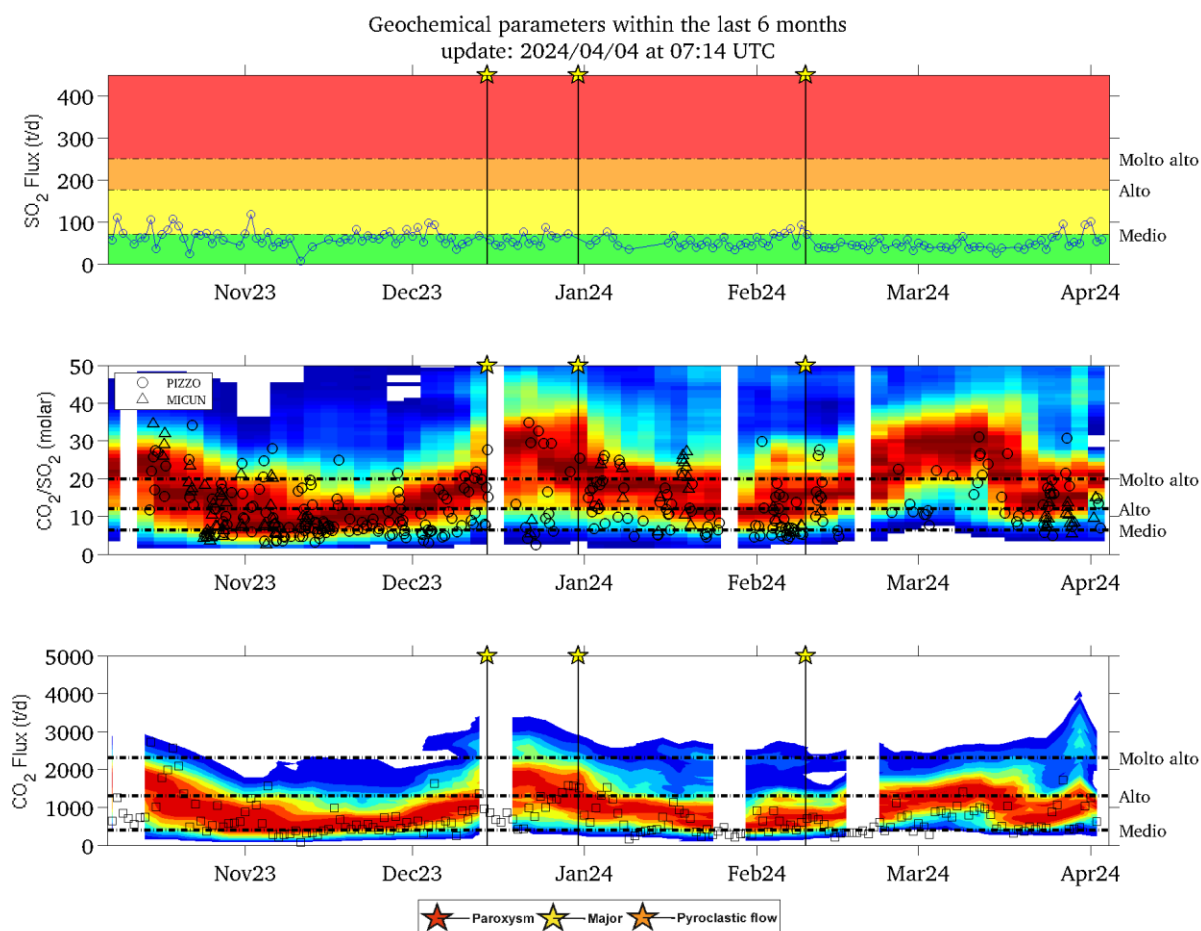 Geochemical parameters within the last 6 months
update: 2024/04/04 at 07:14 UTC
SO2 Flux (t/d)
400
300
200
100
0
Molto alto
Alto
Medio
Nov23 Dec23 Jan24 Feb24 Mar24 Apr24
CO2/SO2 (molar)
50
40
30
20
10
0
PIZZO
MICUN
Molto alto
Alto
Medio
Nov23 Dec23 Jan24 Feb24 Mar24 Apr24
CO2 Flux (t/d)
5000
4000
3000
2000
1000
0
Molto alto
Alto
Medio
Nov23 Dec23 Jan24 Feb24 Mar24 Apr24
Paroxysm Major Pyroclastic flow